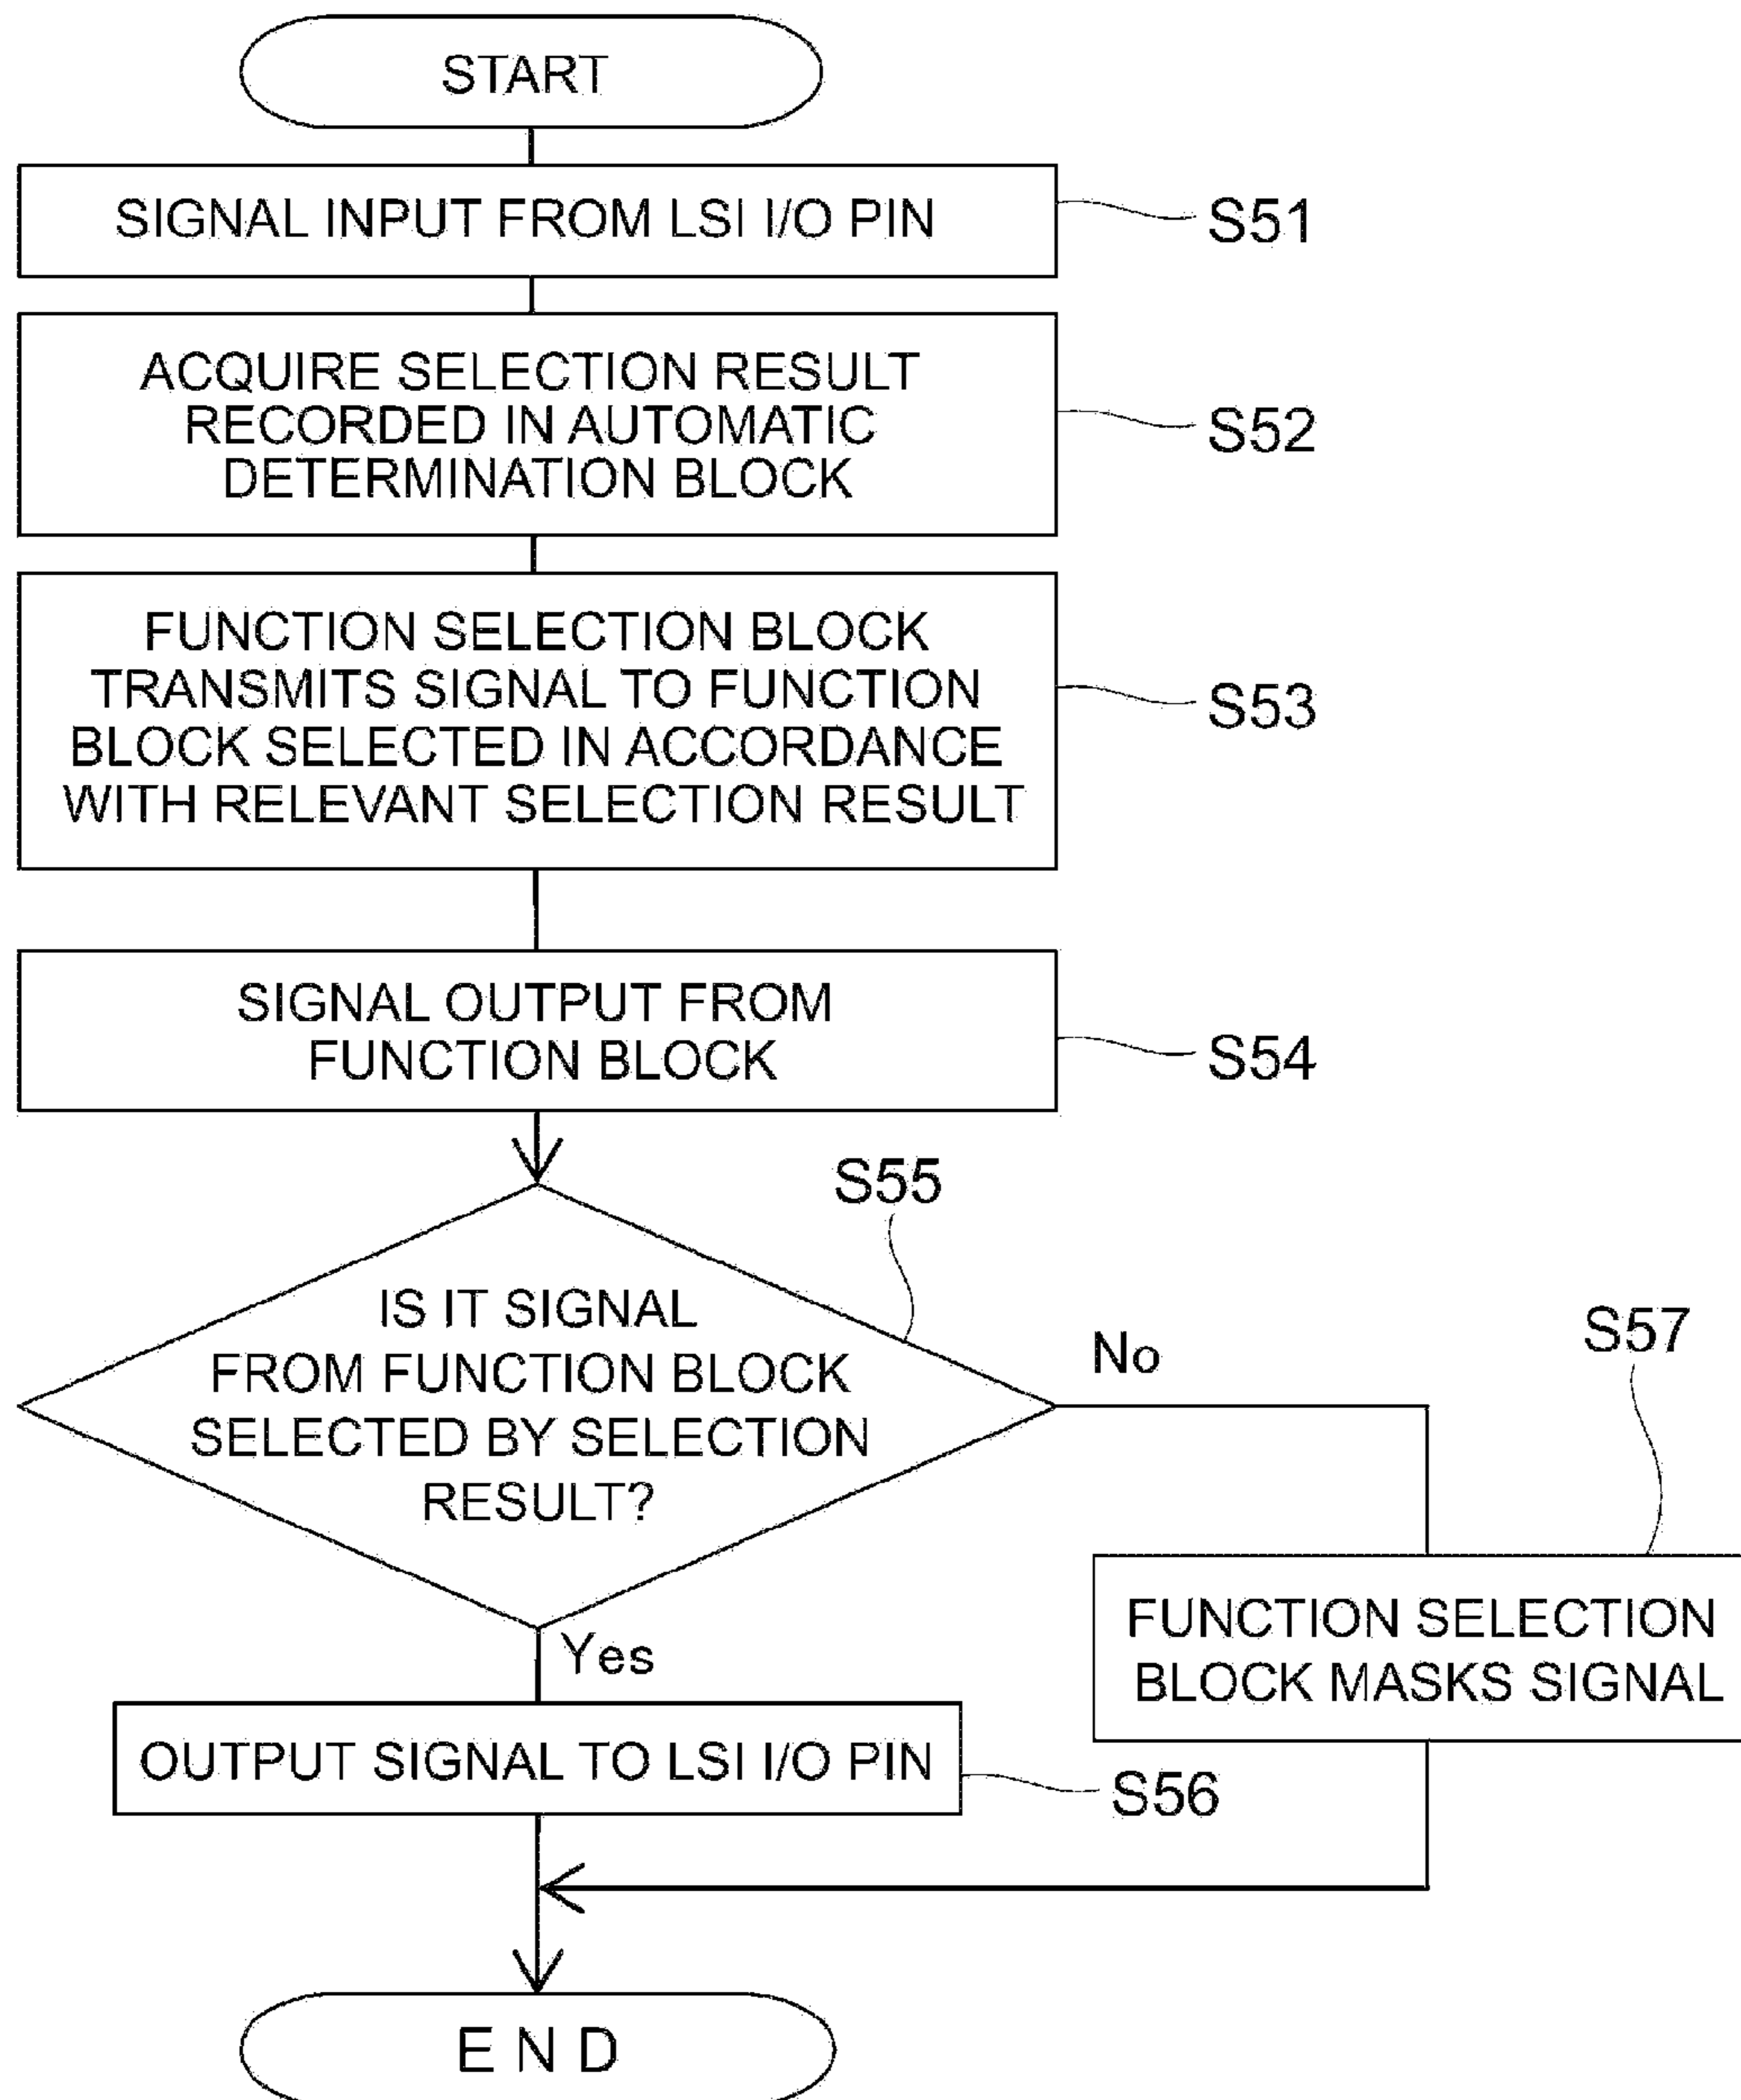 START
SIGNAL INPUT FROM LSI I/O PIN
S51
ACQUIRE SELECTION RESULT
RECORDED IN AUTOMATIC
DETERMINATION BLOCK
S52
FUNCTION SELECTION BLOCK
TRANSMITS SIGNAL TO FUNCTION
BLOCK SELECTED IN ACCORDANCE
WITH RELEVANT SELECTION RESULT
S53
SIGNAL OUTPUT FROM
FUNCTION BLOCK
S54
S55
IS IT SIGNAL
FROM FUNCTION BLOCK
SELECTED BY SELECTION
RESULT?
No
S57
FUNCTION SELECTION
BLOCK MASKS SIGNAL
Yes
OUTPUT SIGNAL TO LSI I/O PIN
S56
END